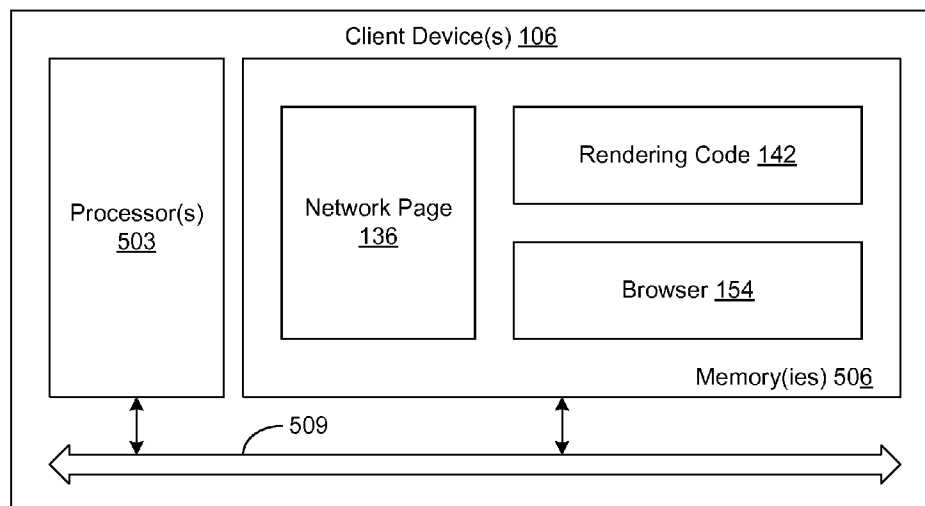 Client Device(s) 106
Processor(s)
503
Network Page
136
Rendering Code 142
Browser 154
Memory(ies) 506
509